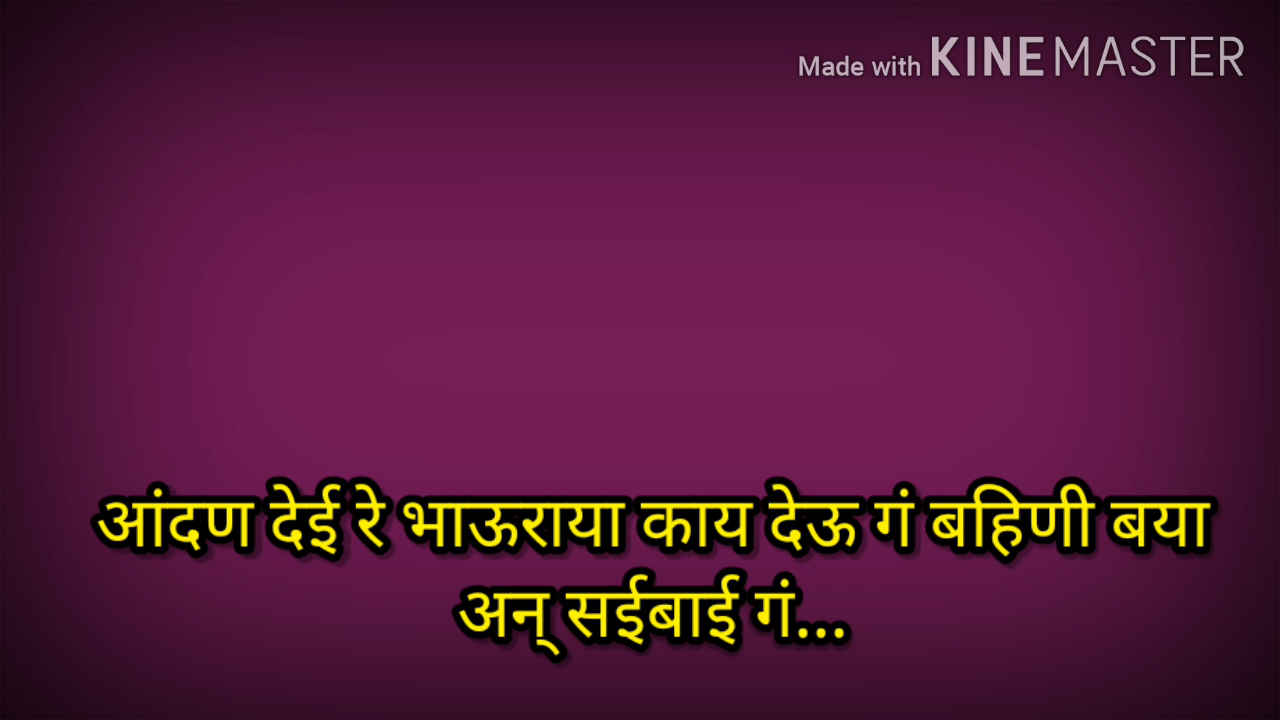 Made with KINEMASTER
आंदण देई रे भाऊराया काय देऊ गं बहिणी बया
अन् सईबाई गं...